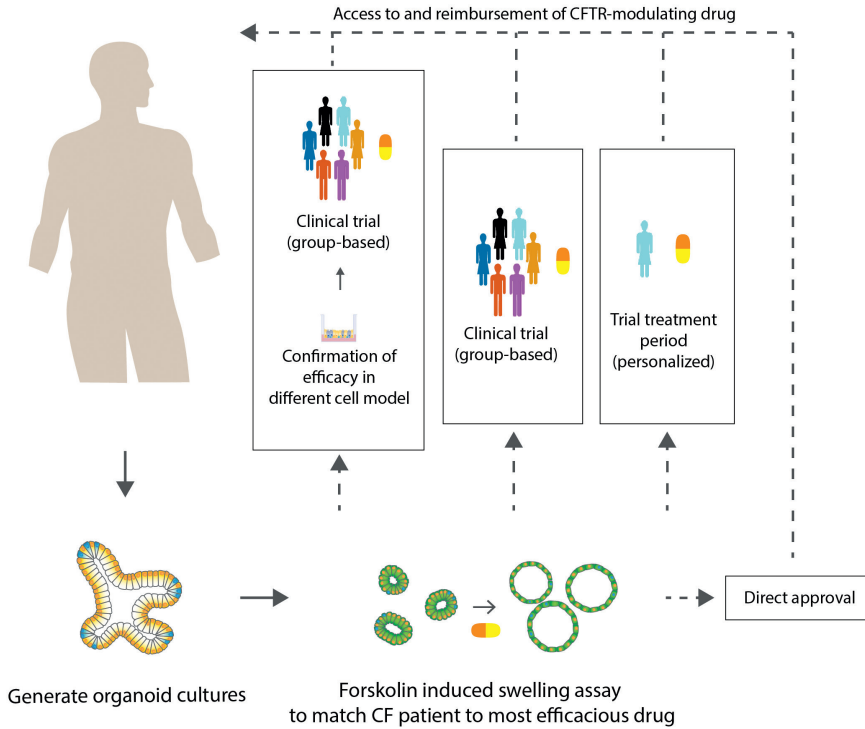 Access to and reimbursement of CFTR-modulating drug
Clinical trial
(group-based)
Confirmation of
efficacy in
different cell model
Clinical trial
(group-based)
Trial treatment
period
(personalized)
Direct approval
Generate organoid cultures
Forskolin induced swelling assay
to match CF patient to most efficacious drug